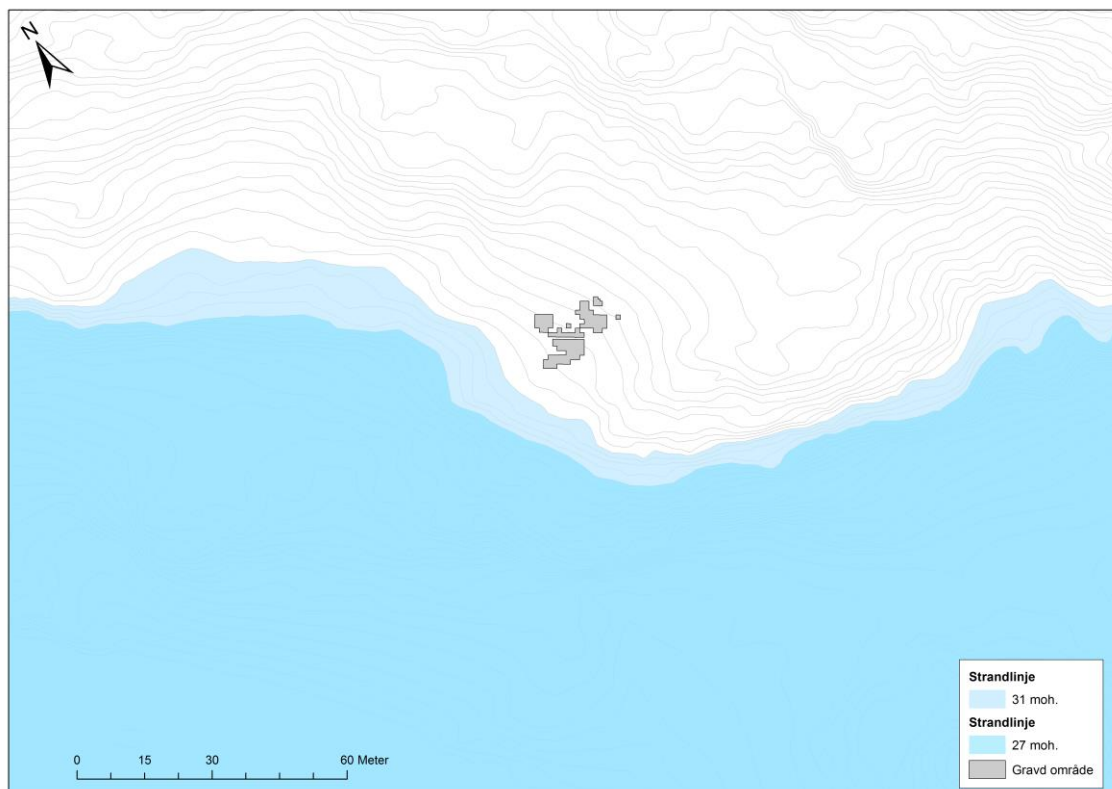 N
Strandlinje
31 moh.
Strandlinje
27 moh.
Gravd område
0 15 30 60 Meter